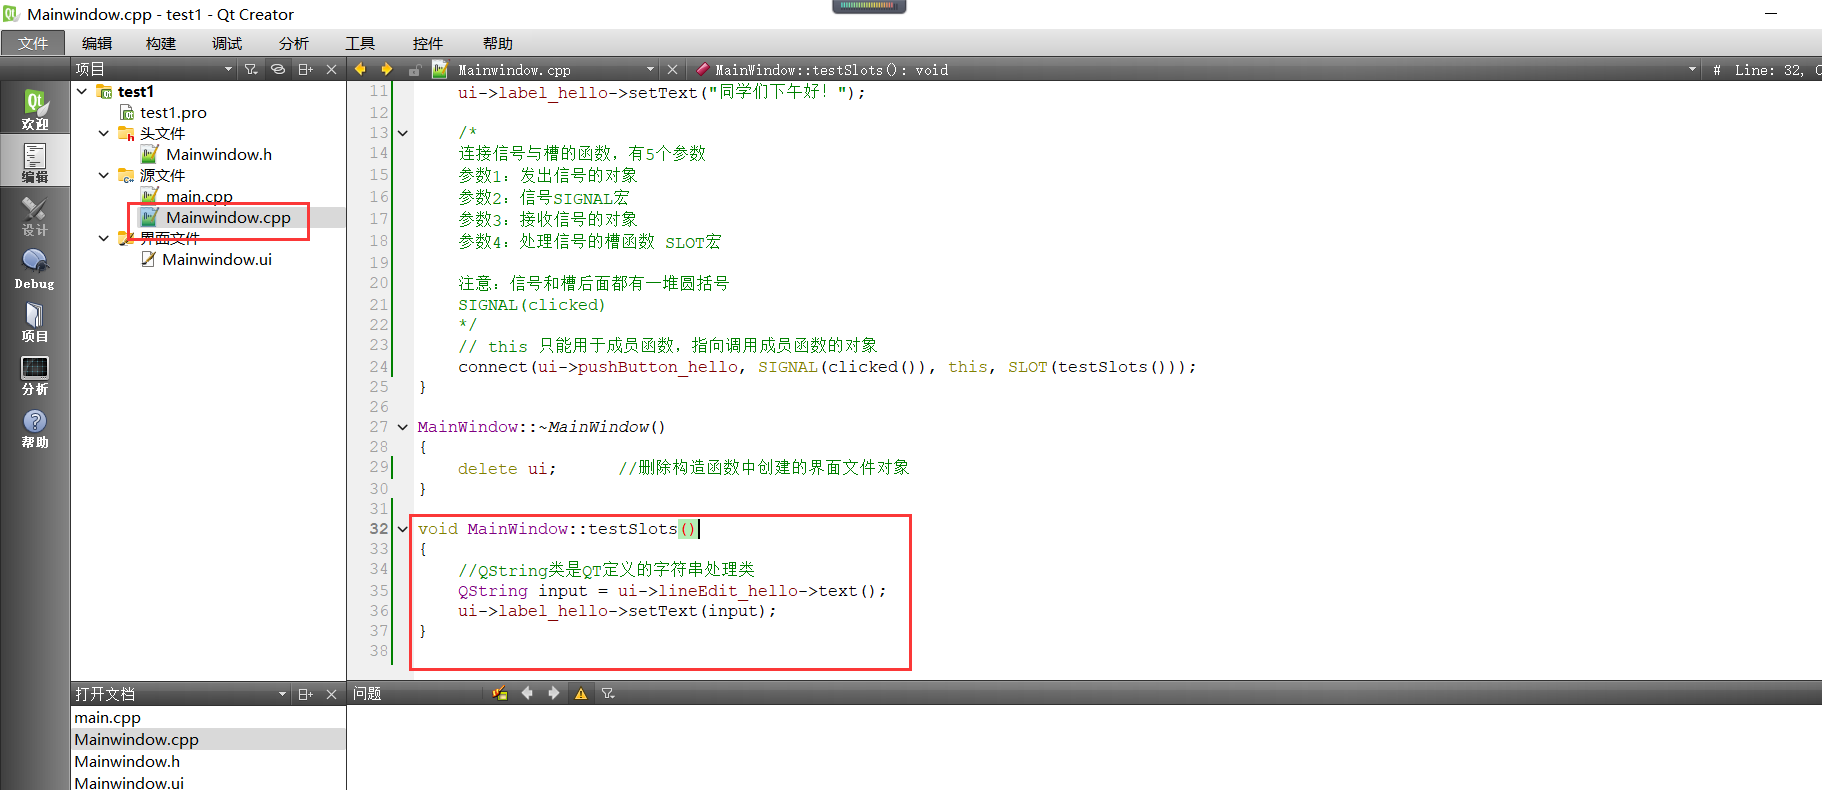 Mainwindow.cpp - test1 - Qt Creator
文件 编辑 构建 调试 分析 工具 控件 帮助
项目
Mainwindow.cpp
MainWindow::testSlots(): void
# Line: 32, C
欢迎
编辑
设计
Debug
项目
分析
帮助
test1
test1.pro
头文件
Mainwindow.h
源文件
main.cpp
Mainwindow.cpp
界面文件
Mainwindow.ui
11 ui->label_hello->setText("同学们下午好！");
12
13 /*
14 连接信号与槽的函数，有5个参数
15 参数1：发出信号的对象
16 参数2：信号SIGNAL宏
17 参数3：接收信号的对象
18 参数4：处理信号的槽函数 SLOT宏
19
20 注意：信号和槽后面都有一堆圆括号
21 SIGNAL(clicked)
22 */
23 // this 只能用于成员函数，指向调用成员函数的对象
24 connect(ui->pushButton_hello, SIGNAL(clicked()), this, SLOT(testSlots()));
25 }
26
27 MainWindow::~MainWindow()
28 {
29 delete ui; //删除构造函数中创建的界面文件对象
30 }
31
32 void MainWindow::testSlots()
33 {
34 //QString类是QT定义的字符串处理类
35 QString input = ui->lineEdit_hello->text();
36 ui->label_hello->setText(input);
37 }
38
打开文档
main.cpp
Mainwindow.cpp
Mainwindow.h
Mainwindow.ui
问题